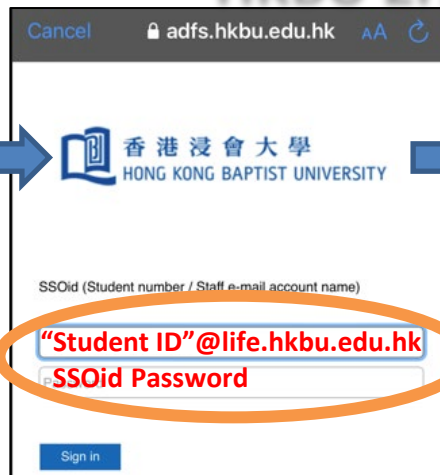 Cancel adfs.hkbu.edu.hk AA
香港浸會大學
HONG KONG BAPTIST UNIVERSITY
SSOid (Student number / Staff e-mail account name)
“Student ID”@life.hkbu.edu.hk
SSOid Password
Sign in